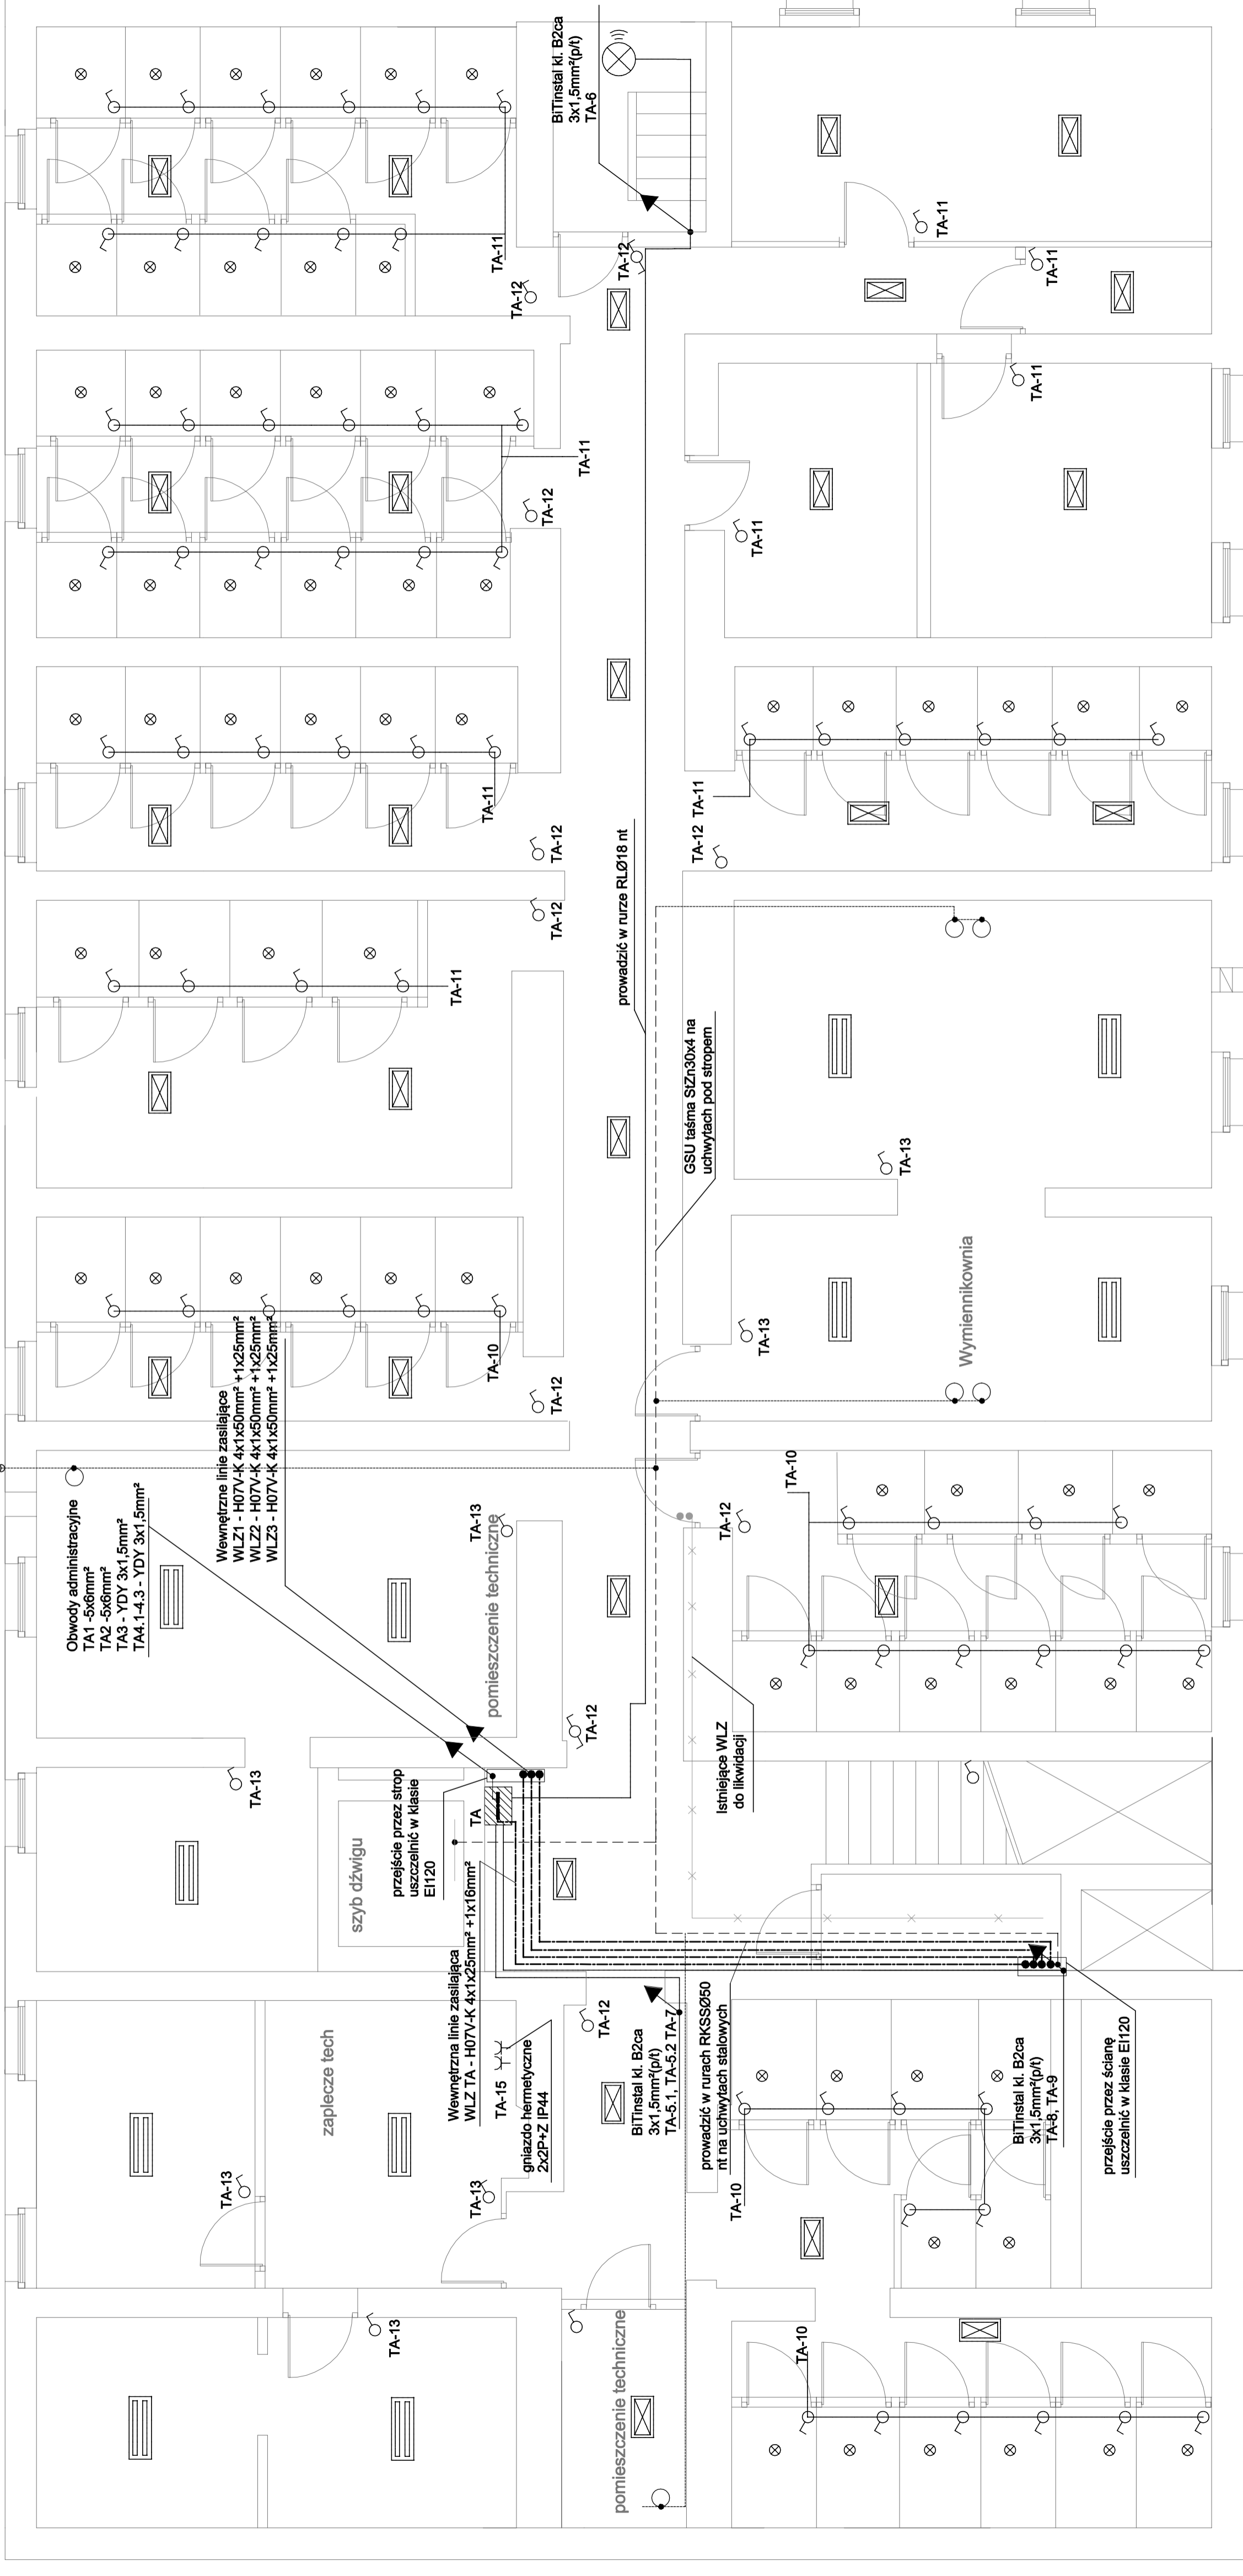 BiTinstal kl. B2ca
3x1,5mm²(p/t)
TA-6
TA-11
TA-12
TA-12
TA-11
TA-11
TA-11
TA-11
TA-12
TA-11
TA-11
TA-12
TA-12
TA-11
TA-12
TA-11
prowadzić w rurze RLØ18 nt
GSU taśma StZn30x4 na
uchwytach pod stropem
TA-13
TA-13
Wymiennikownia
TA-10
TA-12
Wewnętrzne linie zasilające
WLZ1 - H07V-K 4x1x50mm² +1x25mm²
WLZ2 - H07V-K 4x1x50mm² +1x25mm²
WLZ3 - H07V-K 4x1x50mm² +1x25mm²
Obwody administracyjne
TA1 -5x6mm²
TA2 -5x6mm²
TA3 - YDY 3x1,5mm²
TA4.1-4.3 - YDY 3x1,5mm²
TA-13
pomieszczenie techniczne
TA-12
TA-10
TA-12
Istniejące WLZ
do likwidacji
TA-13
szyb dźwigu
przejście przez strop
uszczelnić w klasie
EI120
TA
Wewnętrzna linie zasilająca
WLZ TA - H07V-K 4x1x25mm² +1x16mm²
TA-15
gniazdo hermetyczne
2x2P+Z IP44
TA-12
zaplecze tech
BiTinstal kl. B2ca
3x1,5mm²(p/t)
TA-5.1, TA-5.2 TA-7
prowadzić w rurach RKSSØ50
nt na uchwytach stalowych
TA-10
BiTinstal kl. B2ca
3x1,5mm²(p/t)
TA-8, TA-9
przejście przez ścianę
uszczelnić w klasie EI120
TA-13
TA-13
TA-13
pomieszczenie techniczne
TA-10